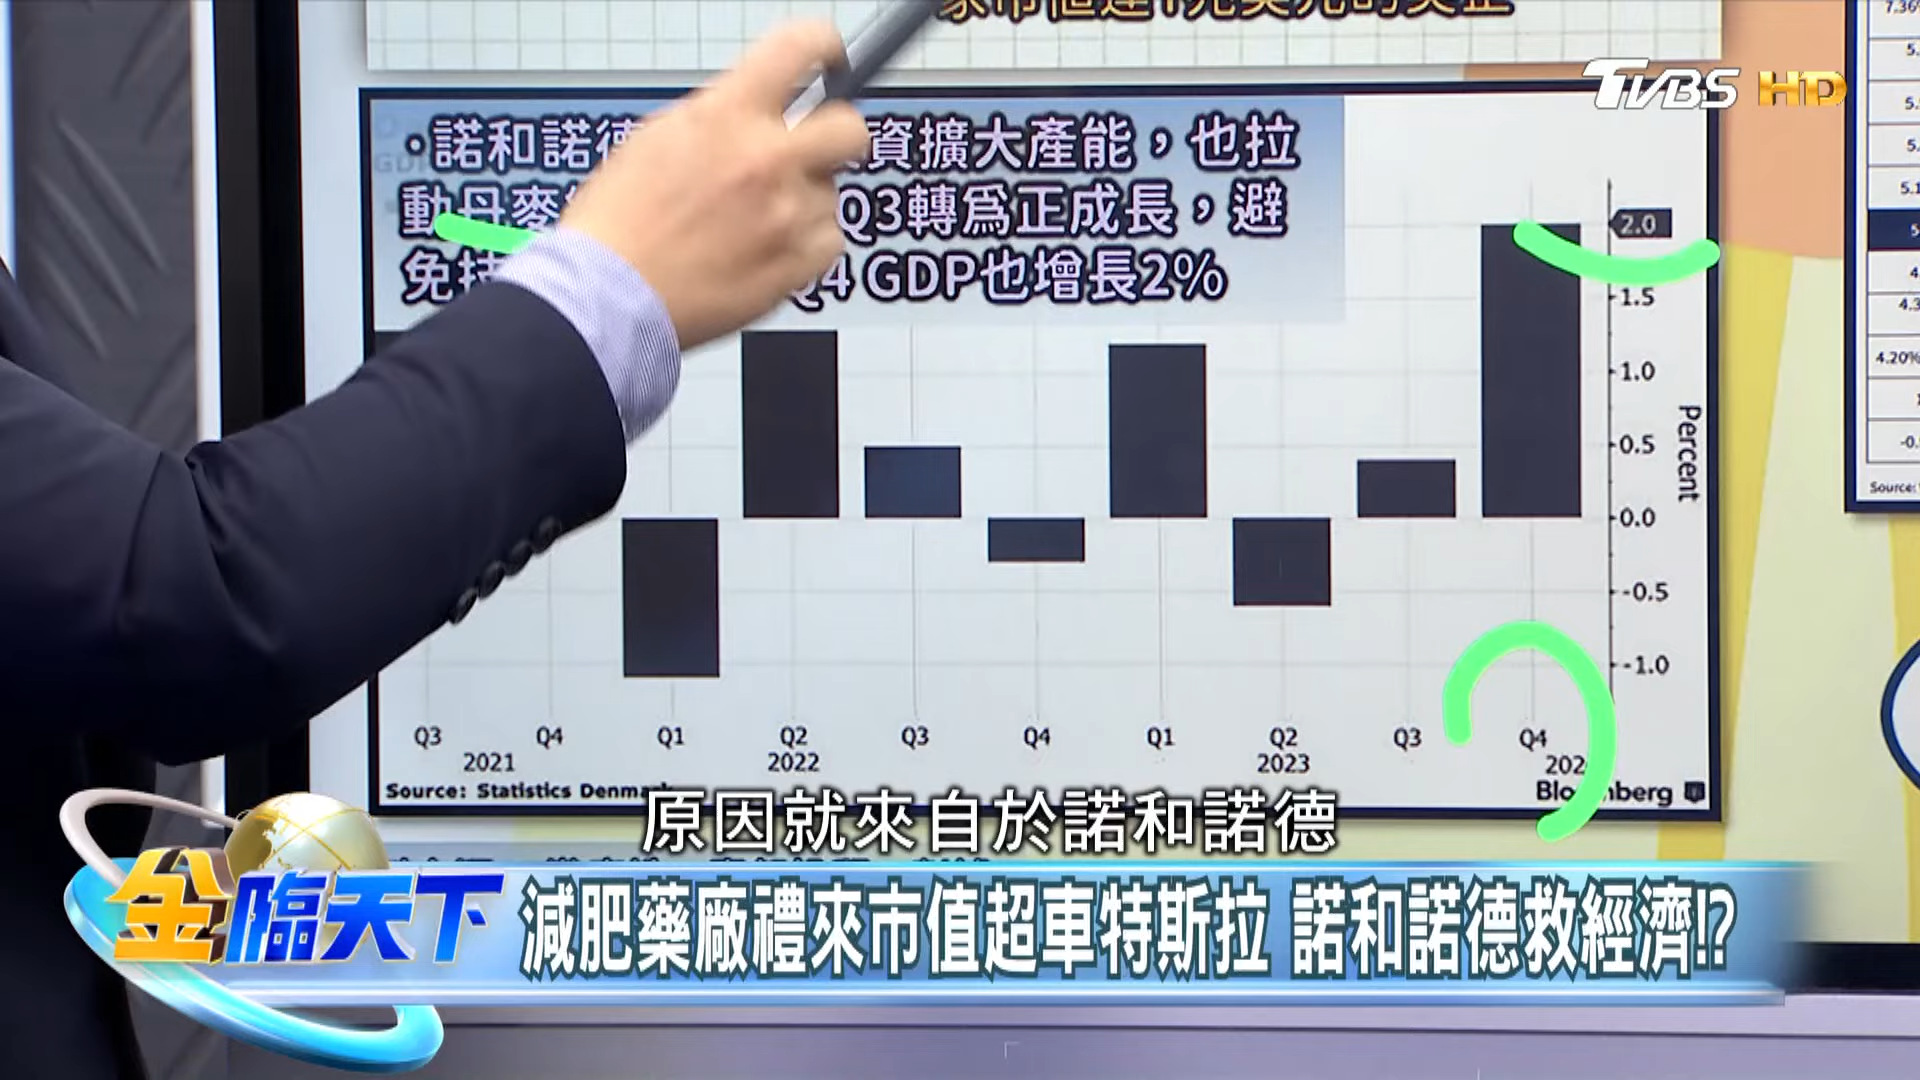 TVBS HD
·諾和諾德 資擴大產能，也拉
動丹麥 Q3轉為正成長，避
免 Q4 GDP也增長2%
2.0
1.5
1.0
0.5
0.0
-0.5
-1.0
Percent
Q3 Q4 Q1 Q2 Q3 Q4 Q1 Q2 Q3 Q4
2021 2022 2023
Source: Statistics Denmark
Bloomberg
4.20%
Source:
原因就來自於諾和諾德
金臨天下
減肥藥廠禮來市值超車特斯拉 諾和諾德救經濟!?